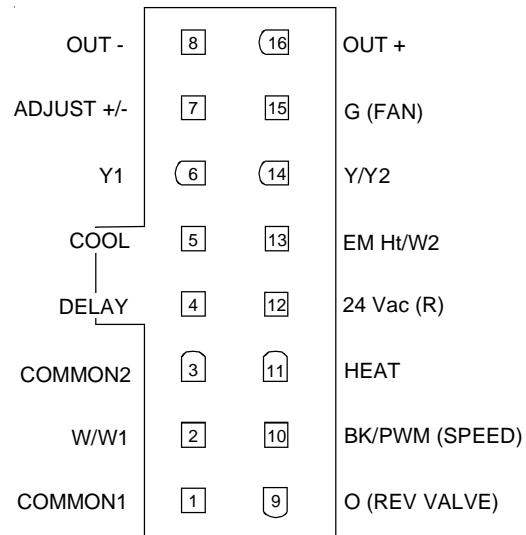 OUT - 8 16 OUT +
ADJUST +/- 7 15 G (FAN)
Y1 6 14 Y/Y2
COOL 5 13 EM Ht/W2
DELAY 4 12 24 Vac (R)
COMMON2 3 11 HEAT
W/W1 2 10 BK/PWM (SPEED)
COMMON1 1 9 O (REV VALVE)